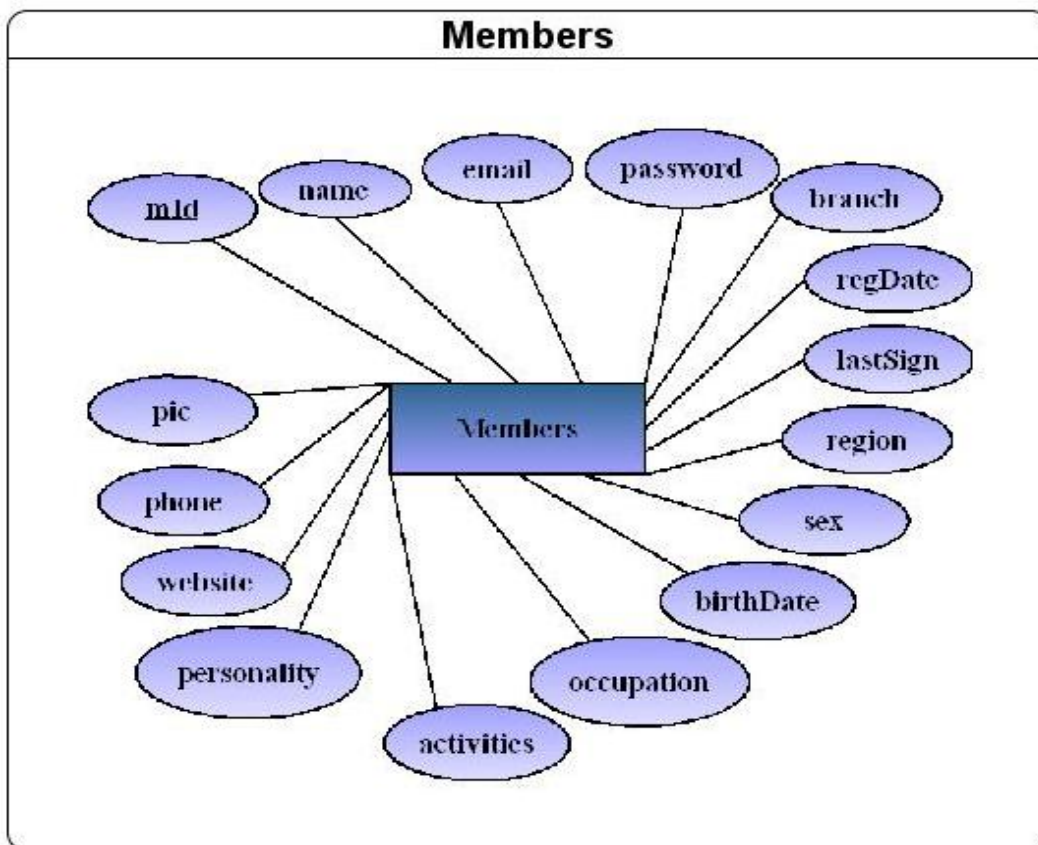 Members
mId
name
email
password
branch
regDate
lastSign
region
sex
birthDate
occupation
activities
personality
website
phone
pic
Members